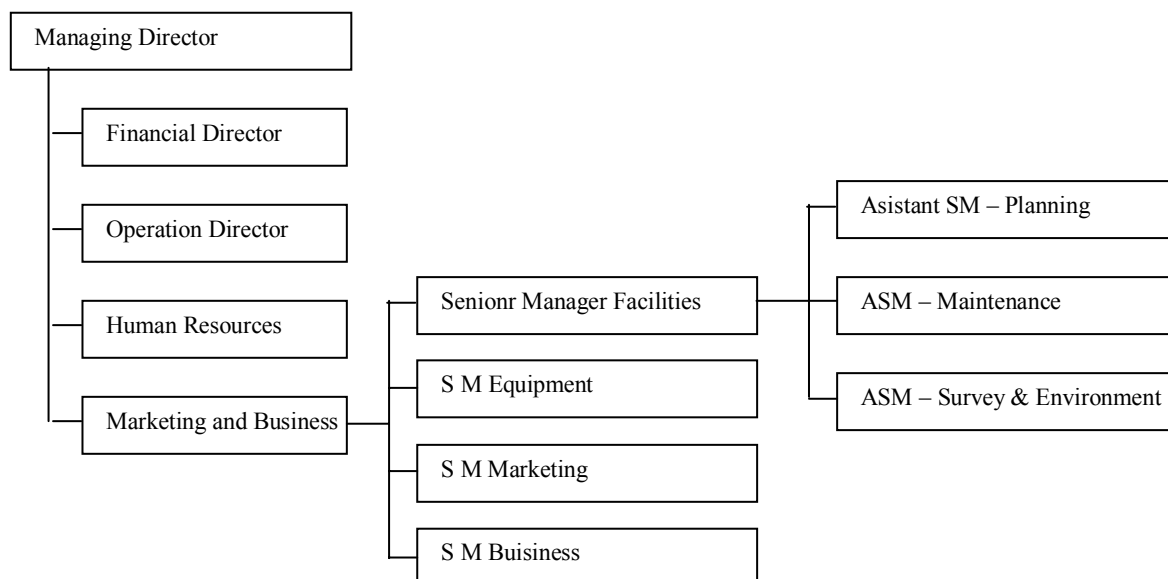 Managing Director
Financial Director
Operation Director
Human Resources
Marketing and Business
Senionr Manager Facilities
S M Equipment
S M Marketing
S M Buisiness
Asistant SM – Planning
ASM – Maintenance
ASM – Survey & Environment